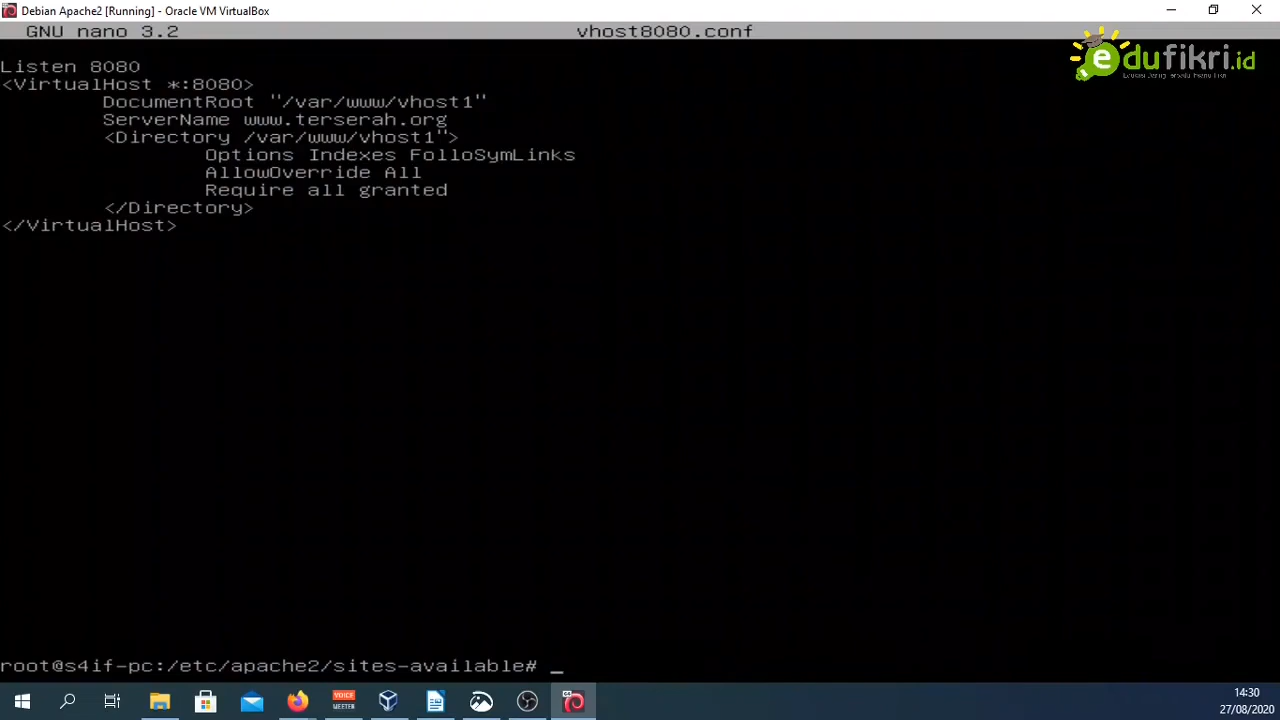 Debian Apache2 [Running] - Oracle VM VirtualBox
GNU nano 3.2 vhost8080.conf
edufikri.id
Listen 8080
<VirtualHost *:8080>
DocumentRoot "/var/www/vhost1"
ServerName www.terserah.org
<Directory /var/www/vhost1">
Options Indexes FolloSymLinks
AllowOverride All
Require all granted
</Directory>
</VirtualHost>
root@s4if-pc:/etc/apache2/sites-available# _
VOICE
MEETER
14:30
27/08/2020